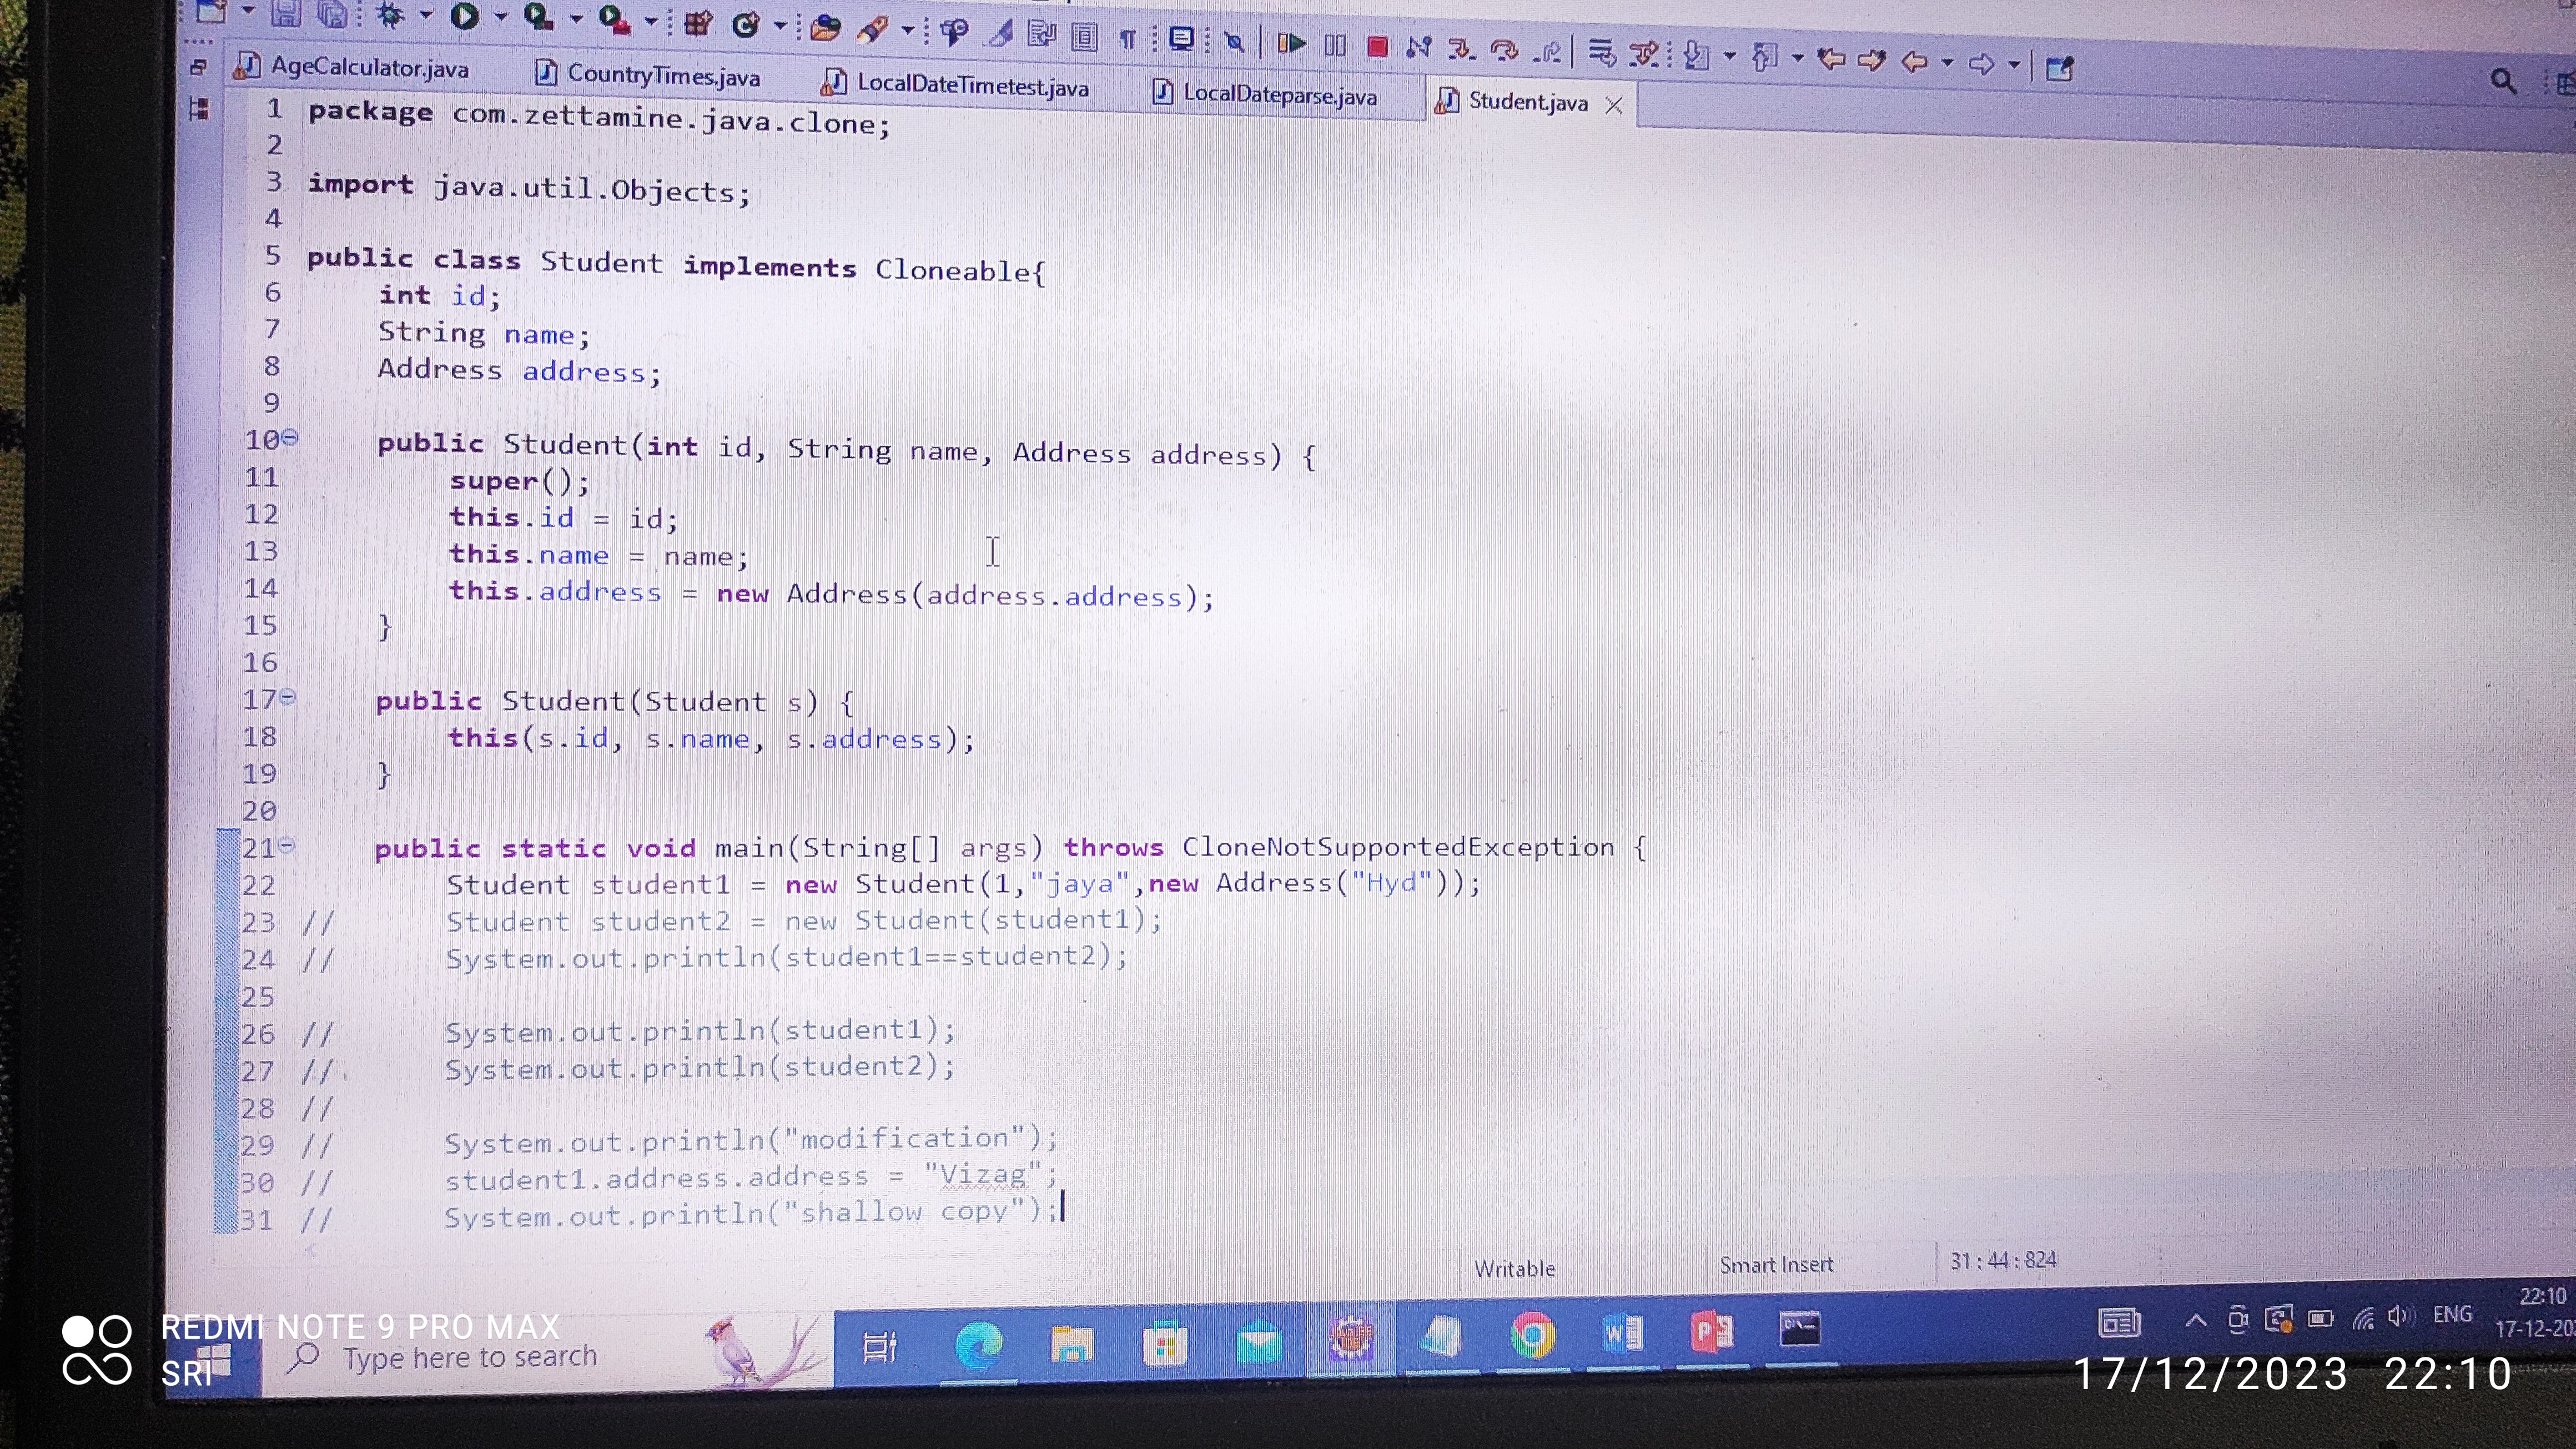 AgeCalculator.java CountryTimes.java LocalDateTimetest.java LocalDateparse.java Student.java
1 package com.zettamine.java.clone;
2
3 import java.util.Objects;
4
5 public class Student implements Cloneable{
6 int id;
7 String name;
8 Address address;
9
10 public Student(int id, String name, Address address) {
11 super();
12 this.id = id;
13 this.name = name;
14 this.address = new Address(address.address);
15 }
16
17 public Student(Student s) {
18 this(s.id, s.name, s.address);
19 }
20
21 public static void main(String[] args) throws CloneNotSupportedException {
22 Student student1 = new Student(1,"jaya",new Address("Hyd"));
23 // Student student2 = new Student(student1);
24 // System.out.println(student1==student2);
25
26 // System.out.println(student1);
27 // System.out.println(student2);
28 //
29 // System.out.println("modification");
30 // student1.address.address = "Vizag";
31 // System.out.println("shallow copy");
Writable Smart Insert 31:44:824
Type here to search
ENG
22:10
17-12-20
REDMI NOTE 9 PRO MAX
SRI
17/12/2023 22:10